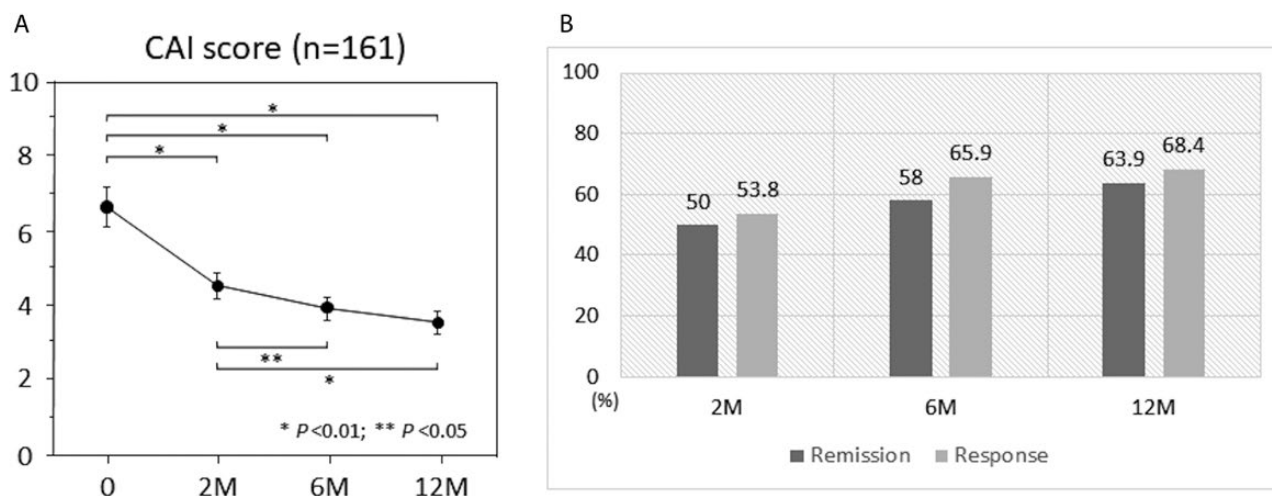 A
CAI score (n=161)
10
8
6
4
2
0
*
*
*
**
*
* P<0.01; ** P<0.05
0 2M 6M 12M
B
100
80
60
40
20
0
(%)
50 53.8 58 65.9 63.9 68.4
2M 6M 12M
Remission Response